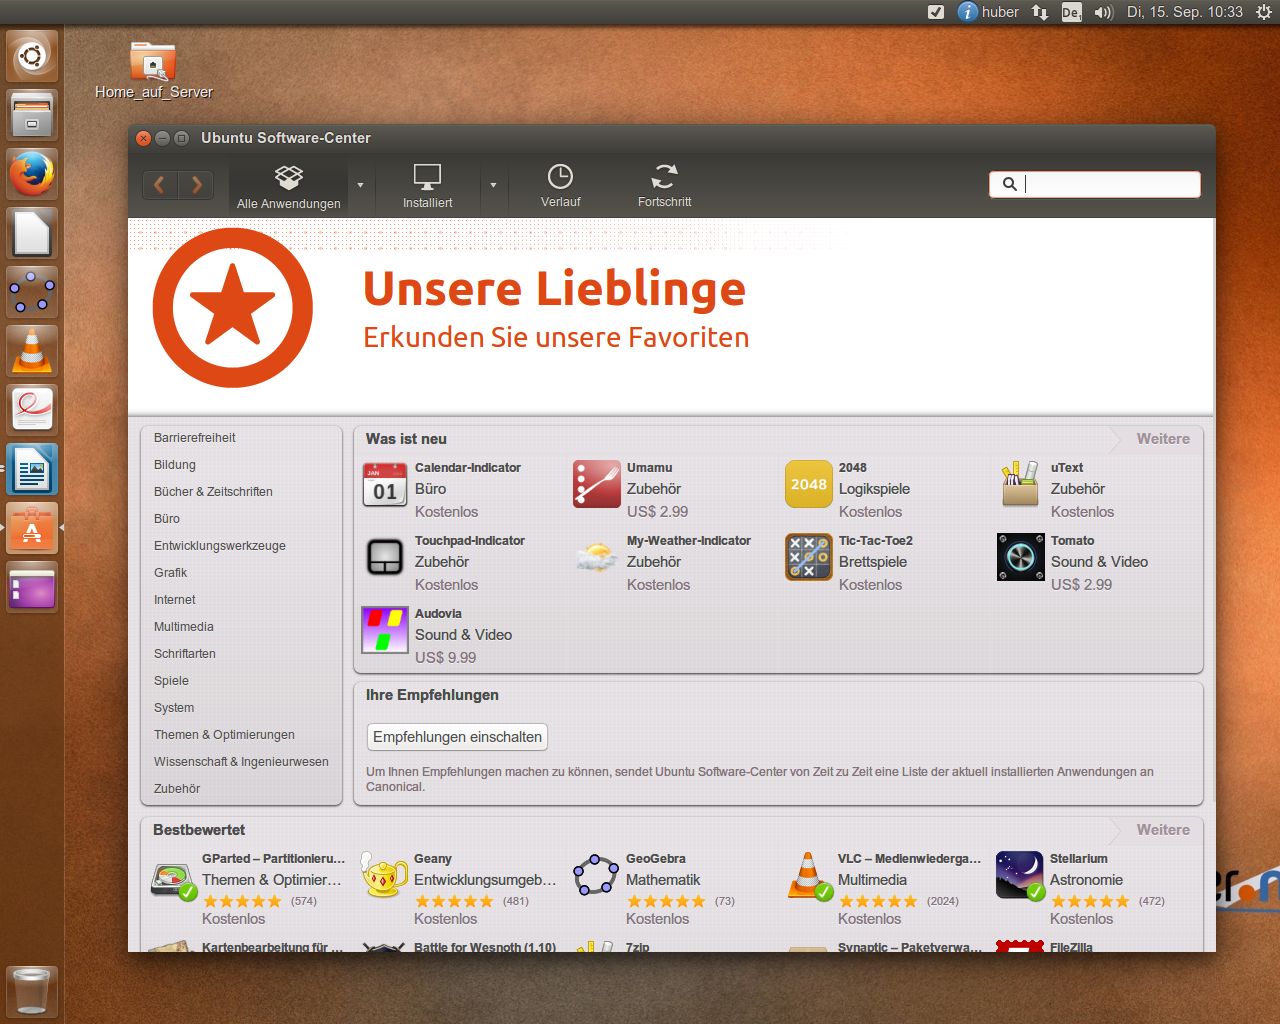 huber De1 Di, 15. Sep. 10:33
Home_auf_Server
Ubuntu Software-Center
Alle Anwendungen
Installiert
Verlauf
Fortschritt
Unsere Lieblinge
Erkunden Sie unsere Favoriten
Barrierefreiheit
Bildung
Bücher & Zeitschriften
Büro
Entwicklungswerkzeuge
Grafik
Internet
Multimedia
Schriftarten
Spiele
System
Themen & Optimierungen
Wissenschaft & Ingenieurwesen
Zubehör
Was ist neu
Weitere
JAN
01
Calendar-Indicator
Büro
Kostenlos
Umamu
Zubehör
US$ 2.99
2048
2048
Logikspiele
Kostenlos
uText
Zubehör
Kostenlos
Touchpad-Indicator
Zubehör
Kostenlos
My-Weather-Indicator
Zubehör
Kostenlos
Tic-Tac-Toe2
Brettspiele
Kostenlos
Tomato
Sound & Video
US$ 2.99
Audovia
Sound & Video
US$ 9.99
Ihre Empfehlungen
Empfehlungen einschalten
Um Ihnen Empfehlungen machen zu können, sendet Ubuntu Software-Center von Zeit zu Zeit eine Liste der aktuell installierten Anwendungen an
Canonical.
Bestbewertet
Weitere
GParted – Partitionieru…
Themen & Optimier…
(574)
Kostenlos
Geany
Entwicklungsumgeb…
(481)
Kostenlos
GeoGebra
Mathematik
(73)
Kostenlos
VLC – Medienwiederga…
Multimedia
(2024)
Kostenlos
Stellarium
Astronomie
(472)
Kostenlos
Kartenbearbeitung für …
Battle for Wesnoth (1.10)
7zip
Synaptic – Paketverwa…
FileZilla